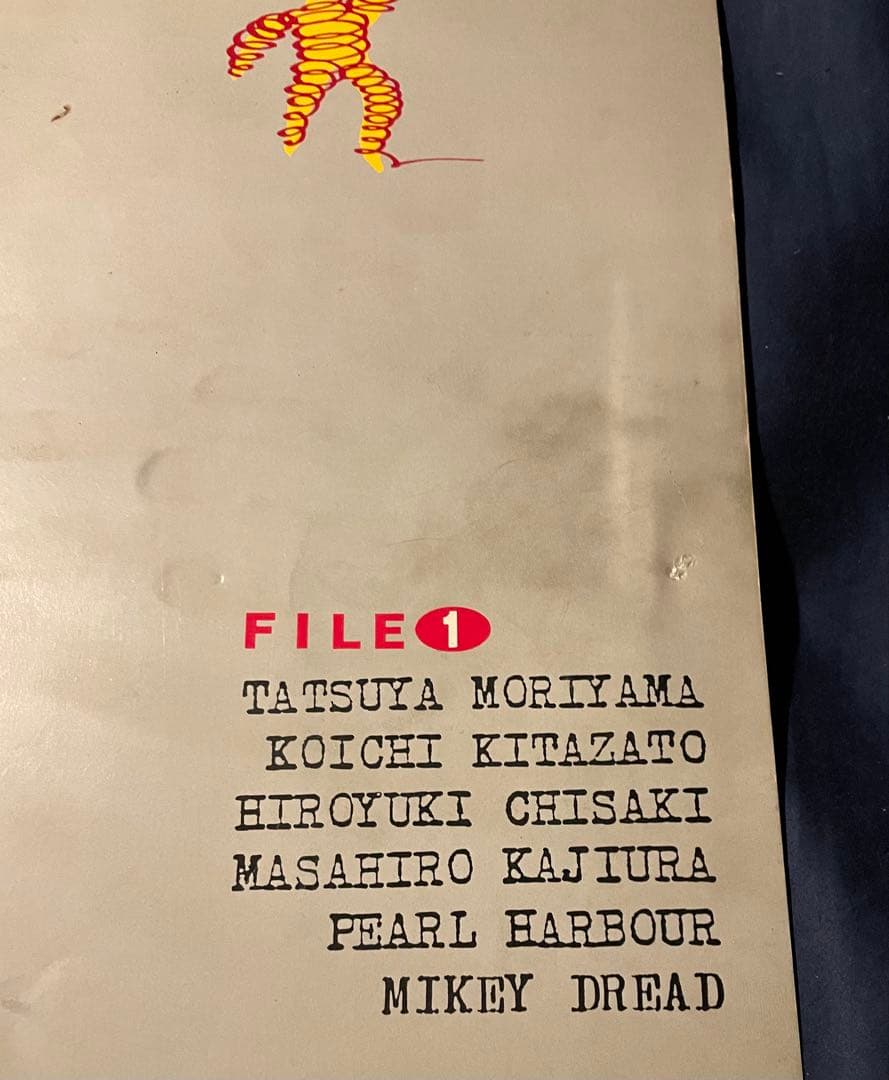 FILE 1
TATSUYA MORIYAMA
KOICHI KITAZATO
HIROYUKI CHISAKI
MASAHIRO KAJIURA
PEARL HARBOUR
MIKEY DREAD